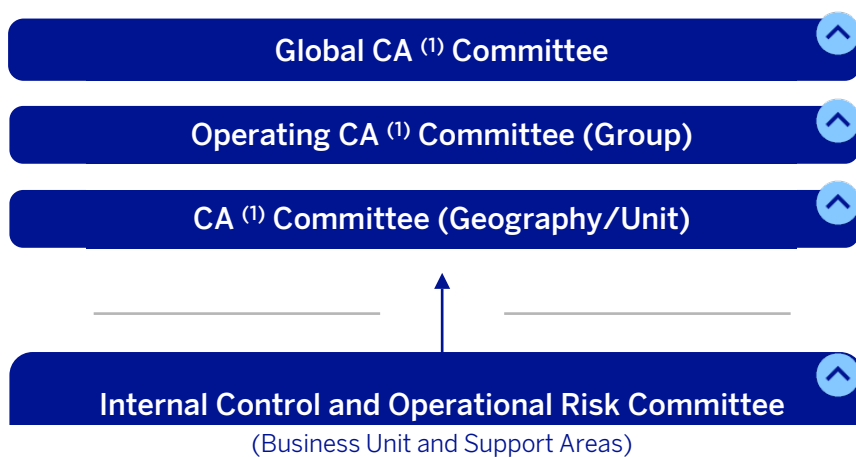 Global CA (1) Committee
Operating CA (1) Committee (Group)
CA (1) Committee (Geography/Unit)
Internal Control and Operational Risk Committee
(Business Unit and Support Areas)